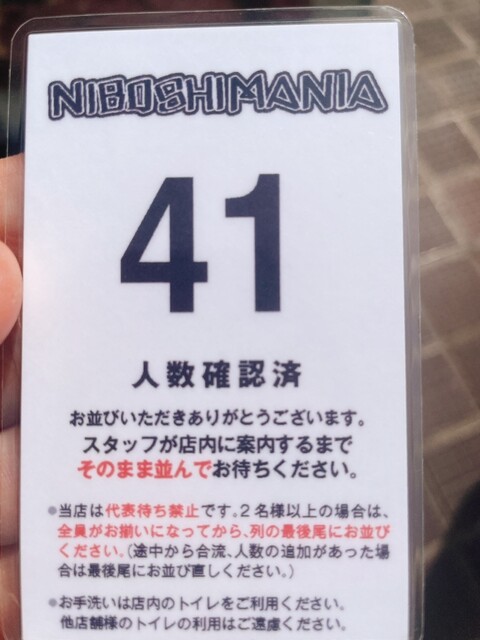 NIBOSHIMANIA
41
人数確認済
お並びいただきありがとうございます。
スタッフが店内に案内するまで
そのまま並んでお待ちください。
●当店は代表待ち禁止です。2名様以上の場合は、
全員がお揃いになってから、列の最後尾にお並び
ください。(途中から合流、人数の追加があった場
合は最後尾にお並び直しください。)
●お手洗いは店内のトイレをご利用ください。
他店舗様のトイレの利用はご遠慮ください。